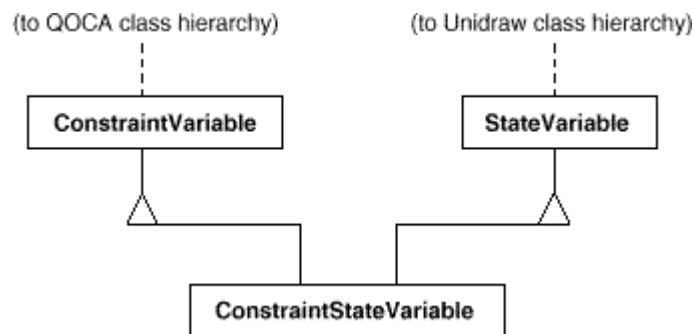 (to QOCA class hierarchy)
(to Unidraw class hierarchy)
ConstraintVariable
StateVariable
ConstraintStateVariable